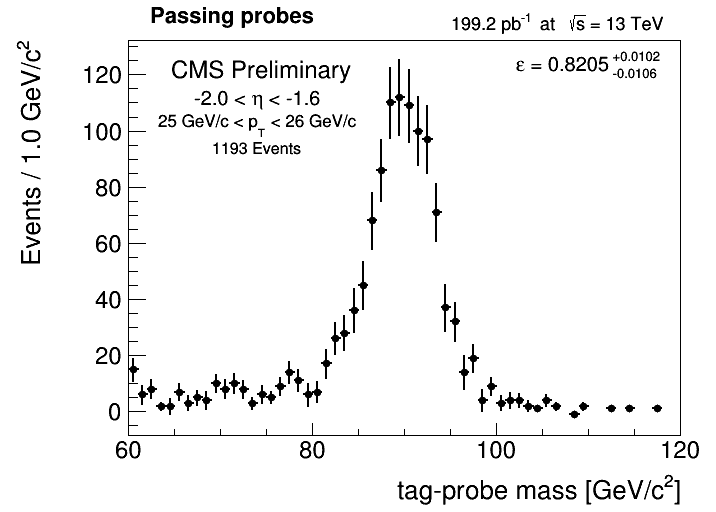 Passing probes
199.2 pb⁻¹ at √s = 13 TeV
CMS Preliminary
-2.0 < η < -1.6
25 GeV/c < p_T < 26 GeV/c
1193 Events
ε = 0.8205 +0.0102 -0.0106
Events / 1.0 GeV/c²
120
100
80
60
40
20
0
60 80 100 120
tag-probe mass [GeV/c²]